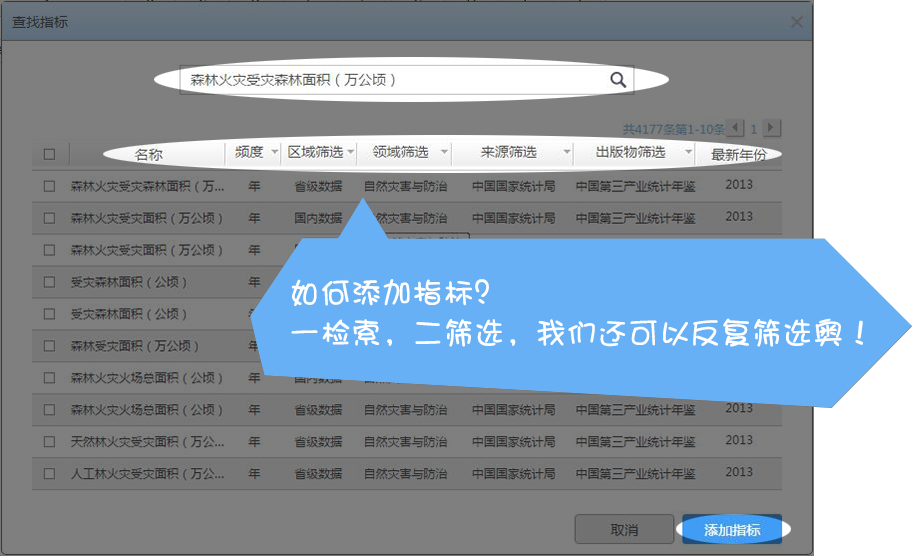 查找指标
森林火灾受灾森林面积（万公顷）
共4177条第1-10条 1
名称 频度 区域筛选 领域筛选 来源筛选 出版物筛选 最新年份
森林火灾受灾森林面积（万... 年 省级数据 自然灾害与防治 中国国家统计局 中国第三产业统计年鉴 2013
森林火灾受灾面积（万公顷） 年 国内数据 自然灾害与防治 中国国家统计局 中国第三产业统计年鉴 2013
森林火灾受灾面积（万公顷） 年
受灾森林面积（公顷） 年
如何添加指标？
受灾森林面积（公顷）
一检索，二筛选，我们还可以反复筛选奥！
森林受灾面积（万公顷） 年
森林火灾火场总面积（公顷） 年 国内数据
森林火灾火场总面积（公顷） 年 省级数据 自然灾害与防治 中国国家统计局 中国第三产业统计年鉴 2013
天然林火灾受灾面积（万公... 年 省级数据 自然灾害与防治 中国国家统计局 中国第三产业统计年鉴 2013
人工林火灾受灾面积（万公... 年 省级数据 自然灾害与防治 中国国家统计局 中国第三产业统计年鉴 2013
取消 添加指标